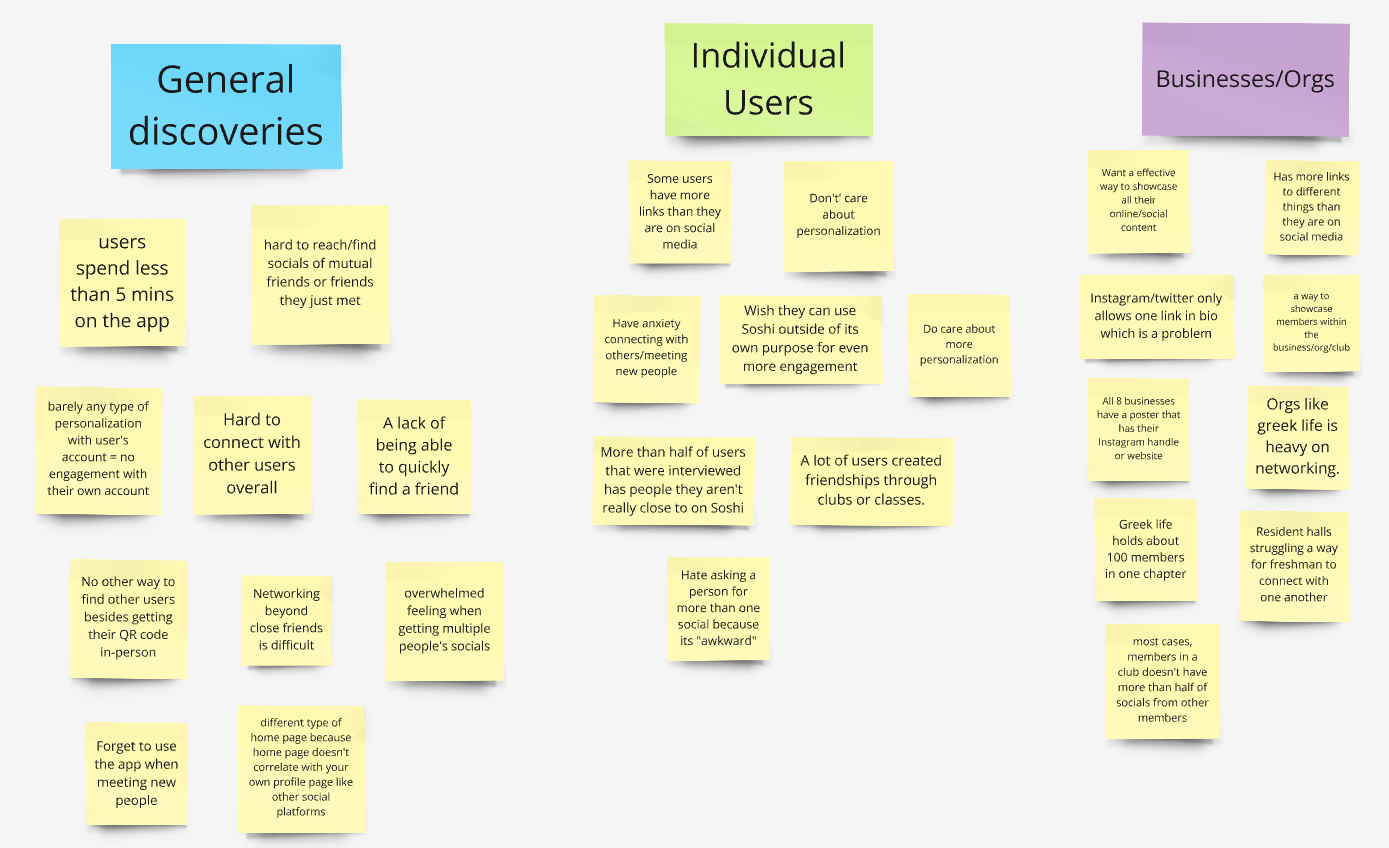 General
discoveries
users
spend less
than 5 mins
on the app
hard to reach/find
socials of mutual
friends or friends
they just met
barely any type of
personalization
with user's
account = no
engagement with
their own account
Hard to
connect with
other users
overall
A lack of
being able
to quickly
find a friend
No other way to
find other users
besides getting
their QR code
in-person
Networking
beyond
close friends
is difficult
overwhelmed
feeling when
getting multiple
people's socials
Forget to use
the app when
meeting new
people
different type of
home page because
home page doesn't
correlate with your
own profile page like
other social
platforms
Individual
Users
Some users
have more
links than they
are on social
media
Don't' care
about
personalization
Have anxiety
connecting with
others/meeting
new people
Wish they can use
Soshi outside of its
own purpose for even
more engagement
Do care about
more
personalization
More than half of users
that were interviewed
has people they aren't
really close to on Soshi
A lot of users created
friendships through
clubs or classes.
Hate asking a
person for
more than one
social because
its "awkward"
Businesses/Orgs
Want a effective
way to showcase
all their
online/social
content
Has more links
to different
things than
they are on
social media
Instagram/twitter only
allows one link in bio
which is a problem
a way to
showcase
members within
the
business/org/club
All 8 businesses
have a poster that
has their
Instagram handle
or website
Orgs like
greek life is
heavy on
networking.
Greek life
holds about
100 members
in one chapter
Resident halls
struggling a way
for freshman to
connect with
one another
most cases,
members in a
club doesn't have
more than half of
socials from other
members